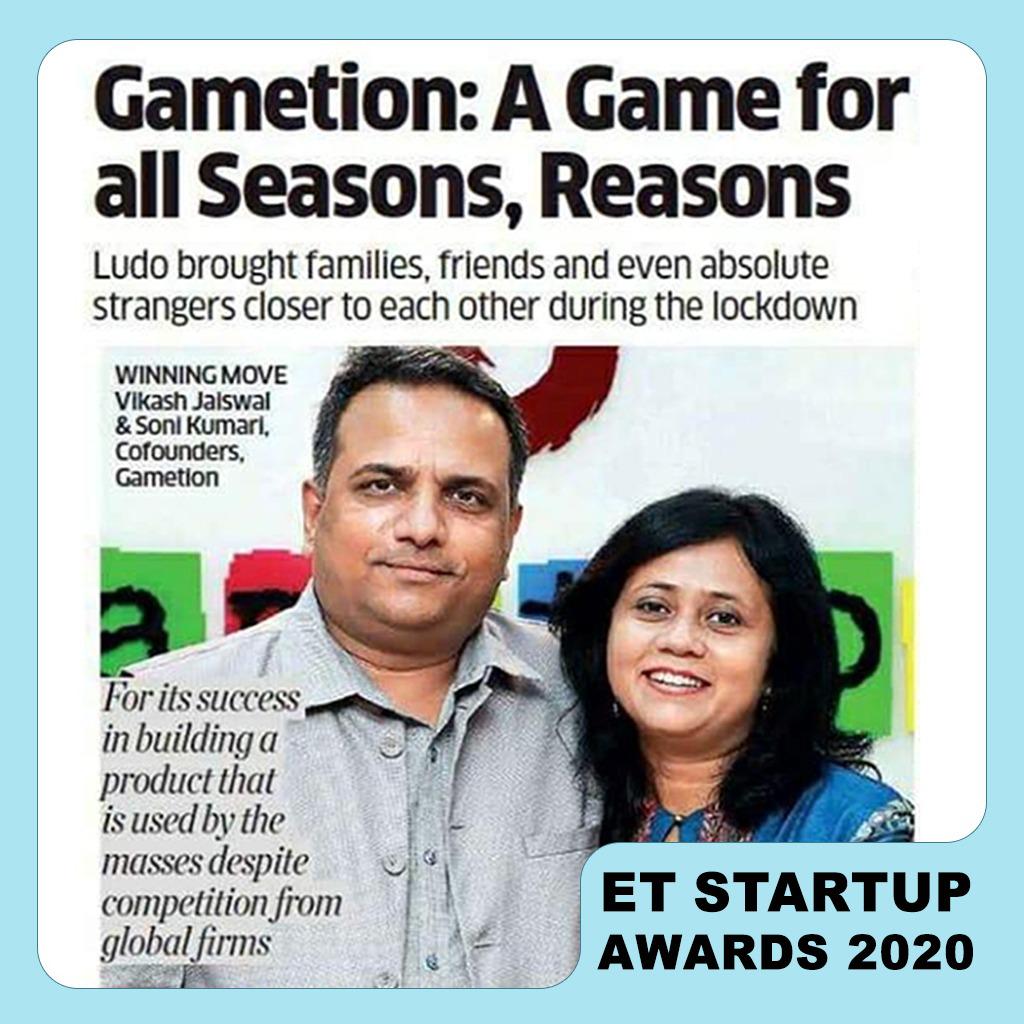 Gametion: A Game for
all Seasons, Reasons
Ludo brought families, friends and even absolute
strangers closer to each other during the lockdown
WINNING MOVE
Vikash Jaiswal
& Soni Kumari,
Cofounders,
Gametion
For its success
in building a
product that
is used by the
masses despite
competition from
global firms
ET STARTUP
AWARDS 2020